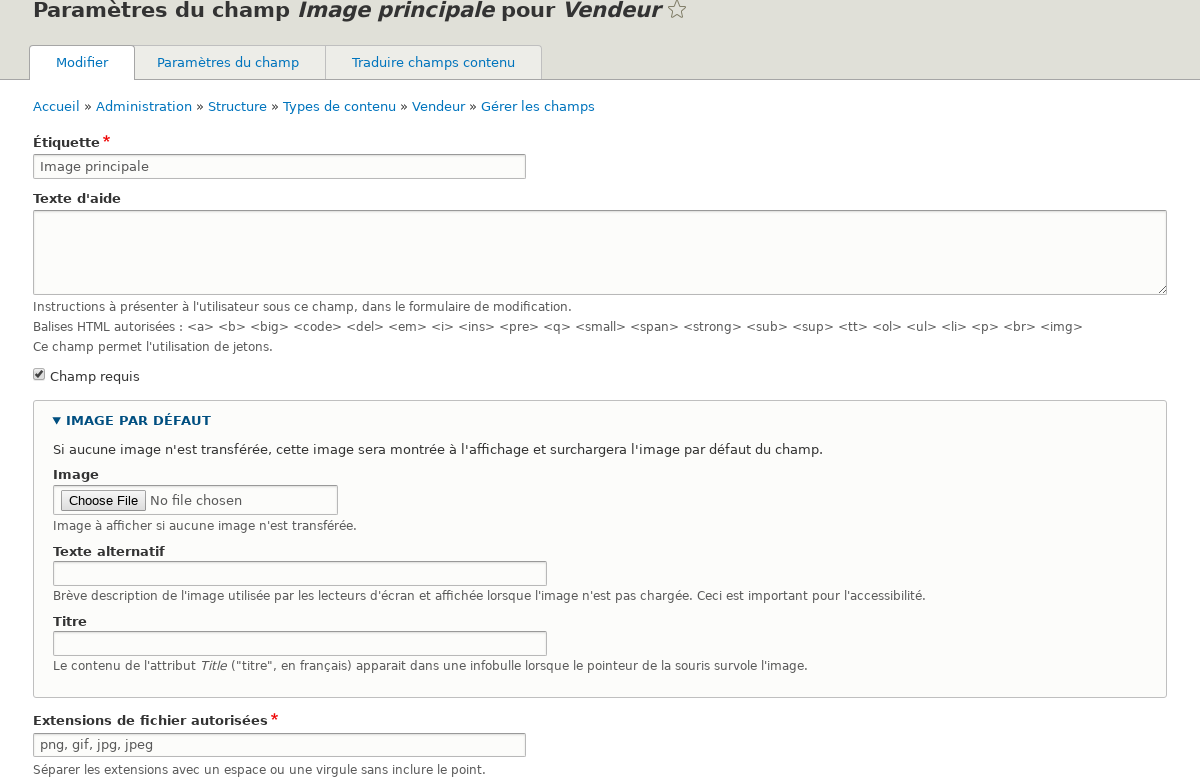 Paramètres du champ Image principale pour Vendeur
Modifier Paramètres du champ Traduire champs contenu
Accueil » Administration » Structure » Types de contenu » Vendeur » Gérer les champs
Étiquette*
Image principale
Texte d'aide
Instructions à présenter à l'utilisateur sous ce champ, dans le formulaire de modification.
Balises HTML autorisées : <a> <b> <big> <code> <del> <em> <i> <ins> <pre> <q> <small> <span> <strong> <sub> <sup> <tt> <ol> <ul> <li> <p> <br> <img>
Ce champ permet l'utilisation de jetons.
Champ requis
IMAGE PAR DÉFAUT
Si aucune image n'est transférée, cette image sera montrée à l'affichage et surchargera l'image par défaut du champ.
Image
Choose File No file chosen
Image à afficher si aucune image n'est transférée.
Texte alternatif
Brève description de l'image utilisée par les lecteurs d'écran et affichée lorsque l'image n'est pas chargée. Ceci est important pour l'accessibilité.
Titre
Le contenu de l'attribut Title ("titre", en français) apparait dans une infobulle lorsque le pointeur de la souris survole l'image.
Extensions de fichier autorisées*
png, gif, jpg, jpeg
Séparer les extensions avec un espace ou une virgule sans inclure le point.